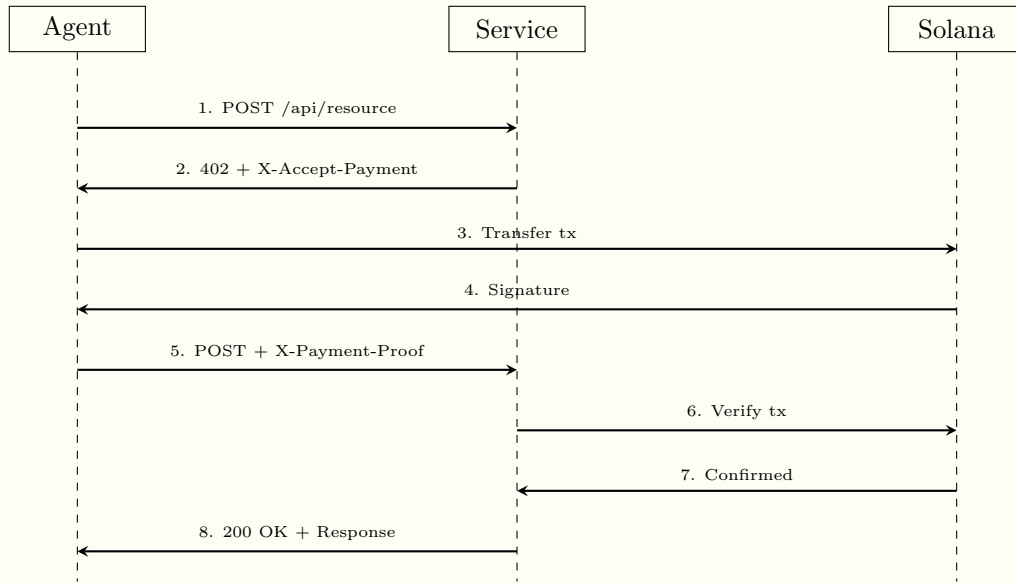 Agent
Service
Solana
1. POST /api/resource
2. 402 + X-Accept-Payment
3. Transfer tx
4. Signature
5. POST + X-Payment-Proof
6. Verify tx
7. Confirmed
8. 200 OK + Response